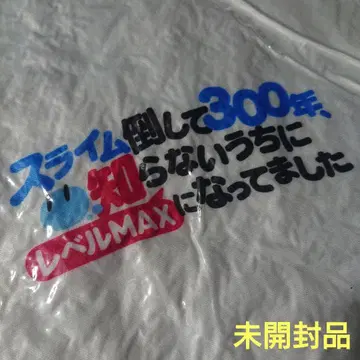 スライム倒して300年、
知らないうちに
レベルMAXになってました
未開封品